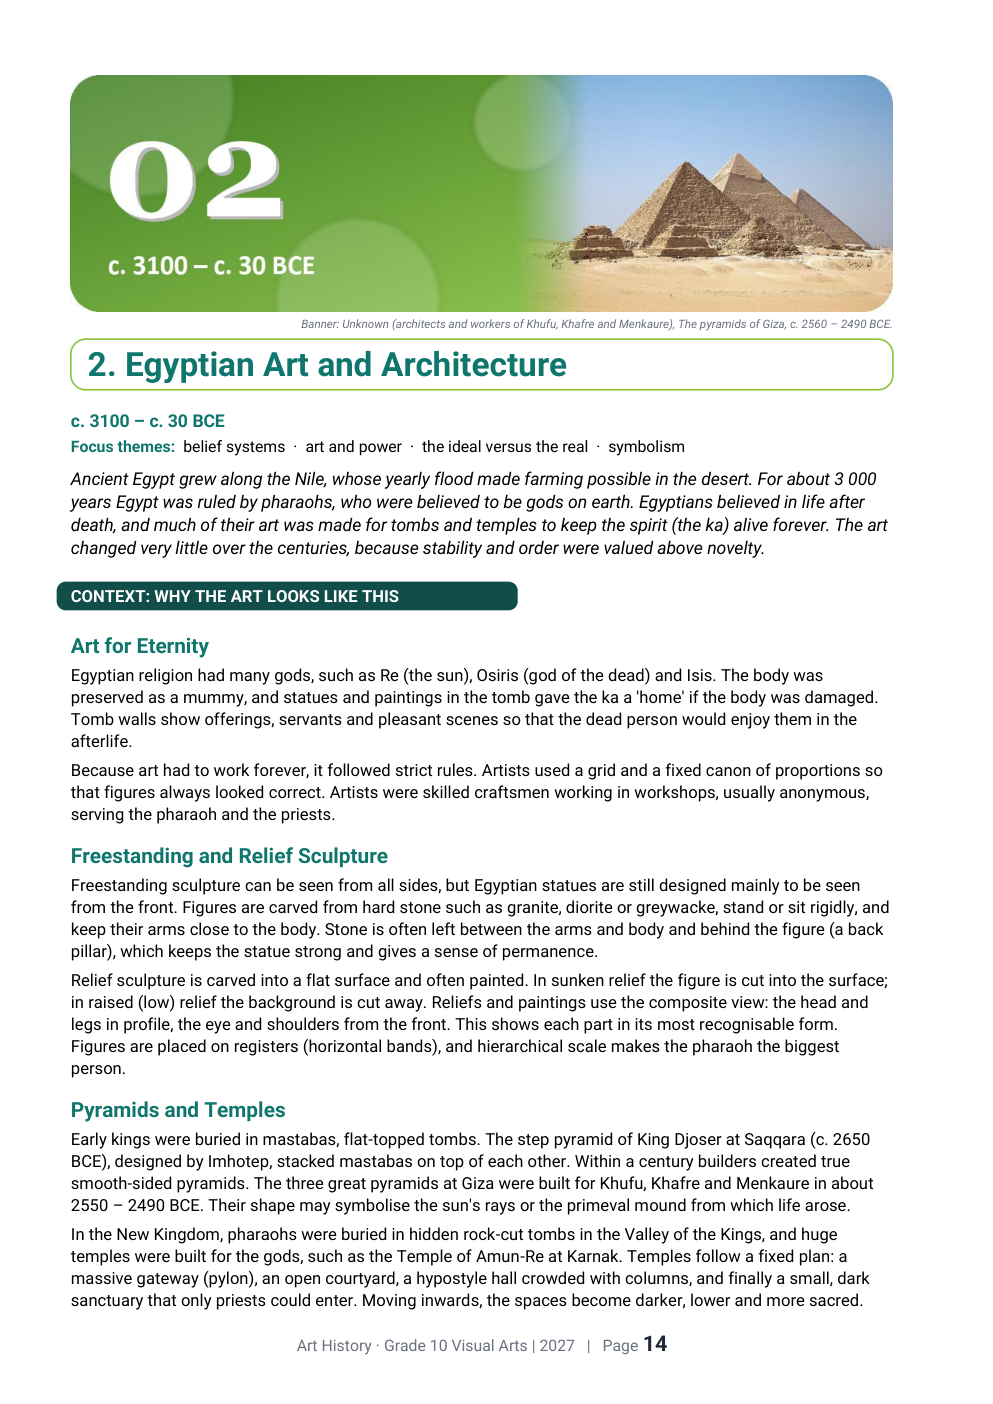 02
c. 3100 – c. 30 BCE
Banner: Unknown (architects and workers of Khufu, Khafre and Menkaure), The pyramids of Giza, c. 2560 – 2490 BCE.
2. Egyptian Art and Architecture
c. 3100 – c. 30 BCE
Focus themes: belief systems · art and power · the ideal versus the real · symbolism
Ancient Egypt grew along the Nile, whose yearly flood made farming possible in the desert. For about 3 000
years Egypt was ruled by pharaohs, who were believed to be gods on earth. Egyptians believed in life after
death, and much of their art was made for tombs and temples to keep the spirit (the ka) alive forever. The art
changed very little over the centuries, because stability and order were valued above novelty.
CONTEXT: WHY THE ART LOOKS LIKE THIS
Art for Eternity
Egyptian religion had many gods, such as Re (the sun), Osiris (god of the dead) and Isis. The body was
preserved as a mummy, and statues and paintings in the tomb gave the ka a 'home' if the body was damaged.
Tomb walls show offerings, servants and pleasant scenes so that the dead person would enjoy them in the
afterlife.
Because art had to work forever, it followed strict rules. Artists used a grid and a fixed canon of proportions so
that figures always looked correct. Artists were skilled craftsmen working in workshops, usually anonymous,
serving the pharaoh and the priests.
Freestanding and Relief Sculpture
Freestanding sculpture can be seen from all sides, but Egyptian statues are still designed mainly to be seen
from the front. Figures are carved from hard stone such as granite, diorite or greywacke, stand or sit rigidly, and
keep their arms close to the body. Stone is often left between the arms and body and behind the figure (a back
pillar), which keeps the statue strong and gives a sense of permanence.
Relief sculpture is carved into a flat surface and often painted. In sunken relief the figure is cut into the surface;
in raised (low) relief the background is cut away. Reliefs and paintings use the composite view: the head and
legs in profile, the eye and shoulders from the front. This shows each part in its most recognisable form.
Figures are placed on registers (horizontal bands), and hierarchical scale makes the pharaoh the biggest
person.
Pyramids and Temples
Early kings were buried in mastabas, flat-topped tombs. The step pyramid of King Djoser at Saqqara (c. 2650
BCE), designed by Imhotep, stacked mastabas on top of each other. Within a century builders created true
smooth-sided pyramids. The three great pyramids at Giza were built for Khufu, Khafre and Menkaure in about
2550 – 2490 BCE. Their shape may symbolise the sun's rays or the primeval mound from which life arose.
In the New Kingdom, pharaohs were buried in hidden rock-cut tombs in the Valley of the Kings, and huge
temples were built for the gods, such as the Temple of Amun-Re at Karnak. Temples follow a fixed plan: a
massive gateway (pylon), an open courtyard, a hypostyle hall crowded with columns, and finally a small, dark
sanctuary that only priests could enter. Moving inwards, the spaces become darker, lower and more sacred.
Art History · Grade 10 Visual Arts | 2027 | Page 14